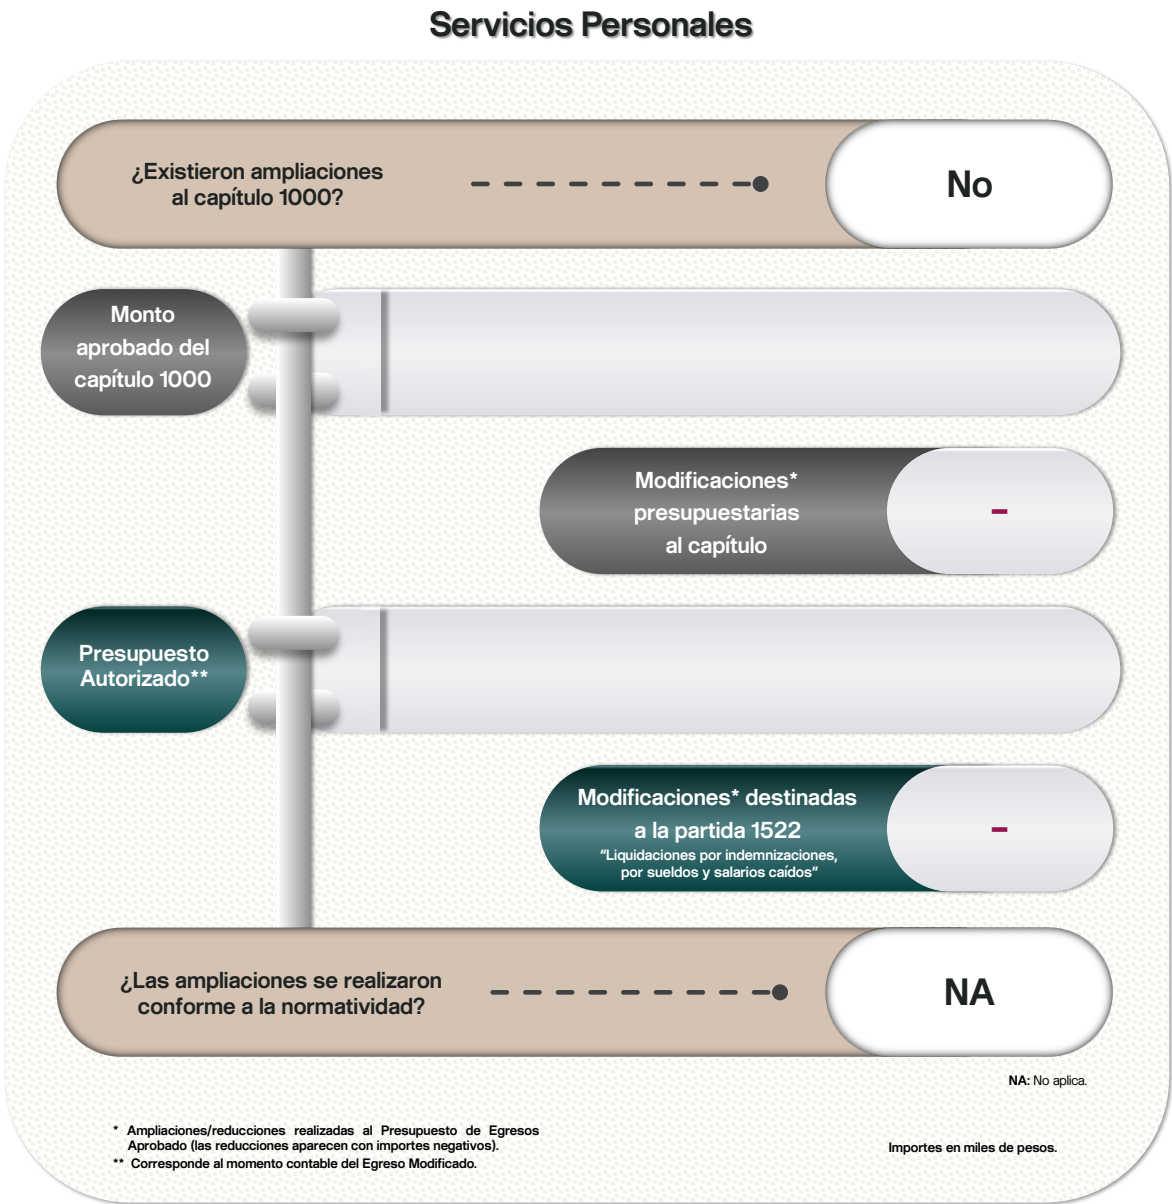 Servicios Personales
¿Existieron ampliaciones
al capítulo 1000?
No
Monto
aprobado del
capítulo 1000
Modificaciones*
presupuestarias
al capítulo
-
Presupuesto
Autorizado**
Modificaciones* destinadas
a la partida 1522
"Liquidaciones por indemnizaciones,
por sueldos y salarios caídos"
-
¿Las ampliaciones se realizaron
conforme a la normatividad?
NA
NA: No aplica.
* Ampliaciones/reducciones realizadas al Presupuesto de Egresos
Aprobado (las reducciones aparecen con importes negativos).
** Corresponde al momento contable del Egreso Modificado.
Importes en miles de pesos.